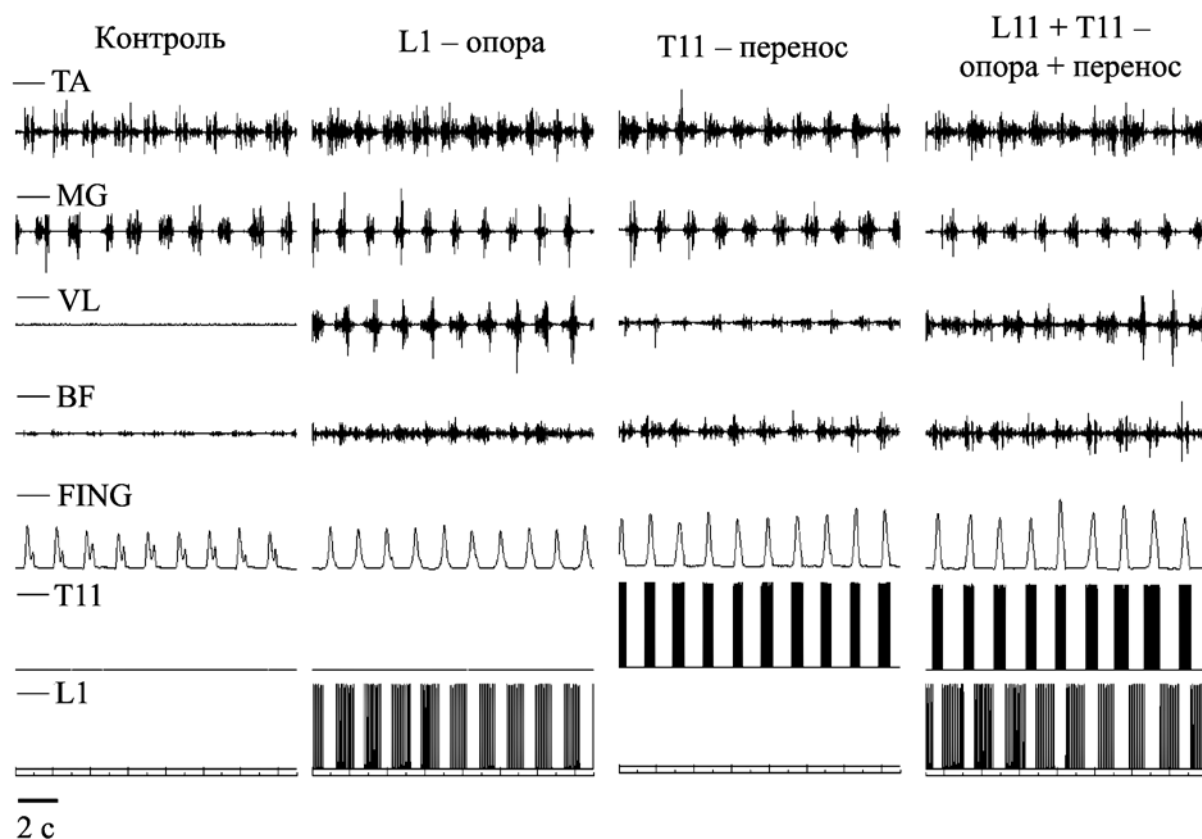 Контроль
L1 – опора
T11 – перенос
L11 + T11 –
опора + перенос
TA
MG
VL
BF
FING
T11
L1
2 с